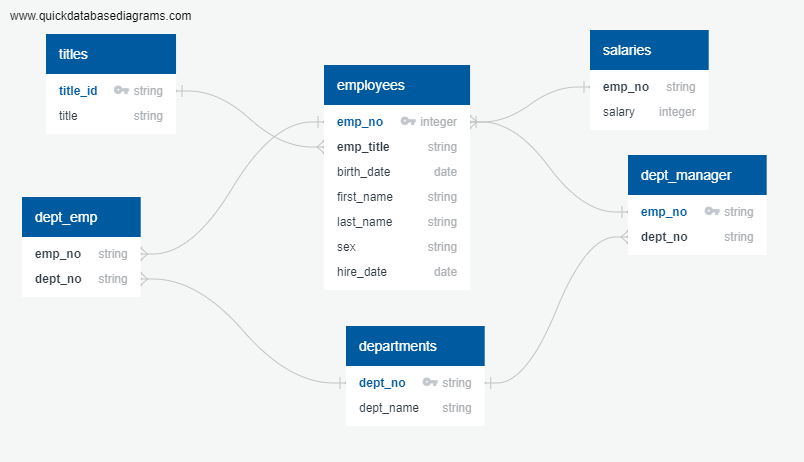 www.quickdatabasediagrams.com
titles
title_id string
title string
employees
emp_no integer
emp_title string
birth_date date
first_name string
last_name string
sex string
hire_date date
salaries
emp_no string
salary integer
dept_manager
emp_no string
dept_no string
dept_emp
emp_no string
dept_no string
departments
dept_no string
dept_name string